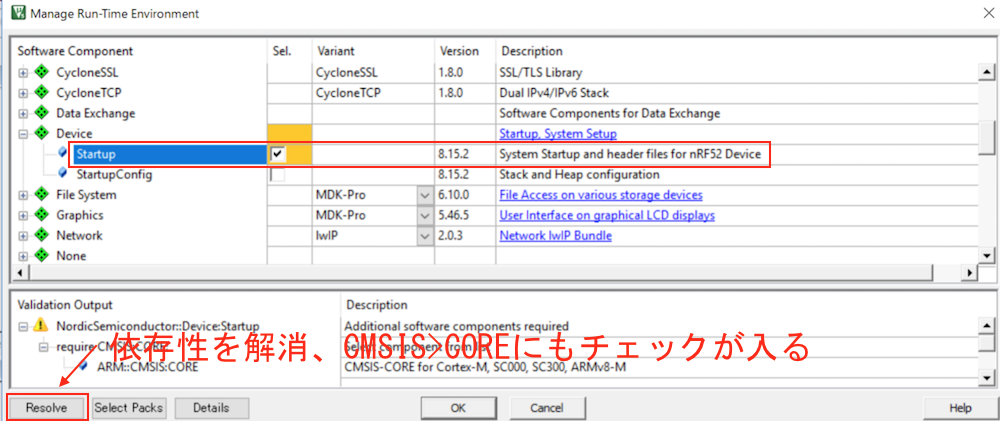 Manage Run-Time Environment
Software Component Sel. Variant Version Description
CycloneSSL CycloneSSL 1.8.0 SSL/TLS Library
CycloneTCP CycloneTCP 1.8.0 Dual IPv4/IPv6 Stack
Data Exchange Software Components for Data Exchange
Device Startup, System Setup
Startup 8.15.2 System Startup and header files for nRF52 Device
StartupConfig 8.15.2 Stack and Heap configuration
File System MDK-Pro 6.10.0 File Access on various storage devices
Graphics MDK-Pro 5.46.5 User Interface on graphical LCD displays
Network IwIP 2.0.3 Network IwIP Bundle
None
Validation Output Description
NordicSemiconductor::Device:Startup Additional software components required
require CMSIS:CORE Select component from list
依存性を解消、CMSIS>COREにもチェックが入る
ARM::CMSIS:CORE CMSIS-CORE for Cortex-M, SC000, SC300, ARMv8-M
Resolve Select Packs Details OK Cancel Help